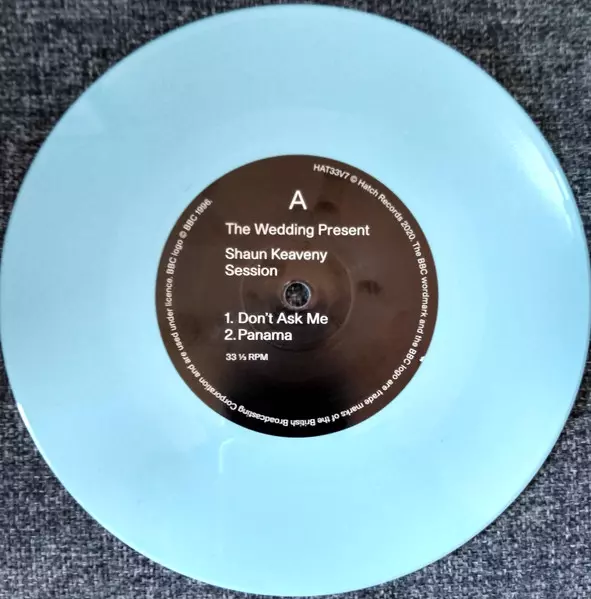 A
The Wedding Present
Shaun Keaveny
Session
1. Don't Ask Me
2. Panama
33 ⅓ RPM
HAT33V7 © Hatch Records 2020. The BBC wordmark and the BBC logo are trade marks of the British Broadcasting Corporation and are used under licence. BBC logo © BBC 1996.